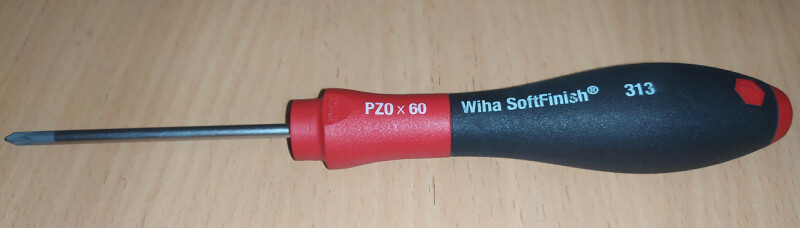 PZ0 x 60 Wiha SoftFinish® 313